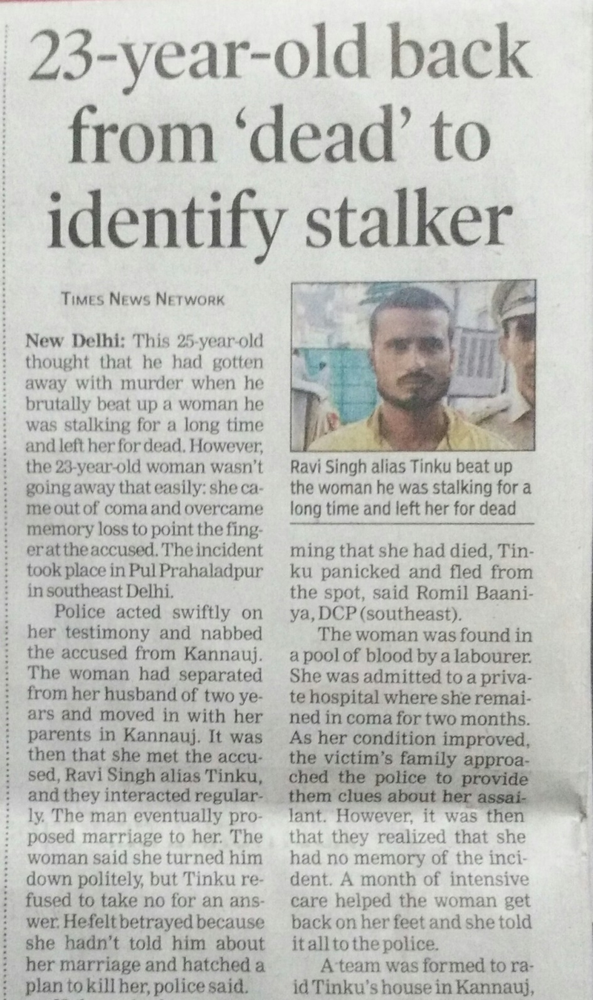 23-year-old back
from ‘dead’ to
identify stalker
TIMES NEWS NETWORK
New Delhi: This 25-year-old
thought that he had gotten
away with murder when he
brutally beat up a woman he
was stalking for a long time
and left her for dead. However,
the 23-year-old woman wasn't
going away that easily: she ca-
me out of coma and overcame
memory loss to point the fing-
er at the accused. The incident
took place in Pul Prahaladpur
in southeast Delhi.
Police acted swiftly on
her testimony and nabbed
the accused from Kannauj.
The woman had separated
from her husband of two ye-
ars and moved in with her
parents in Kannauj. It was
then that she met the accu-
sed, Ravi Singh alias Tinku,
and they interacted regular-
ly. The man eventually pro-
posed marriage to her. The
woman said she turned him
down politely, but Tinku re-
fused to take no for an ans-
wer. He felt betrayed because
she hadn't told him about
her marriage and hatched a
plan to kill her, police said.
Ravi Singh alias Tinku beat up
the woman he was stalking for a
long time and left her for dead
ming that she had died, Tin-
ku panicked and fled from
the spot, said Romil Baani-
ya, DCP (southeast).
The woman was found in
a pool of blood by a labourer.
She was admitted to a priva-
te hospital where she remai-
ned in coma for two months.
As her condition improved,
the victim's family approa-
ched the police to provide
them clues about her assai-
lant. However, it was then
that they realized that she
had no memory of the inci-
dent. A month of intensive
care helped the woman get
back on her feet and she told
it all to the police.
A team was formed to ra-
id Tinku's house in Kannauj,